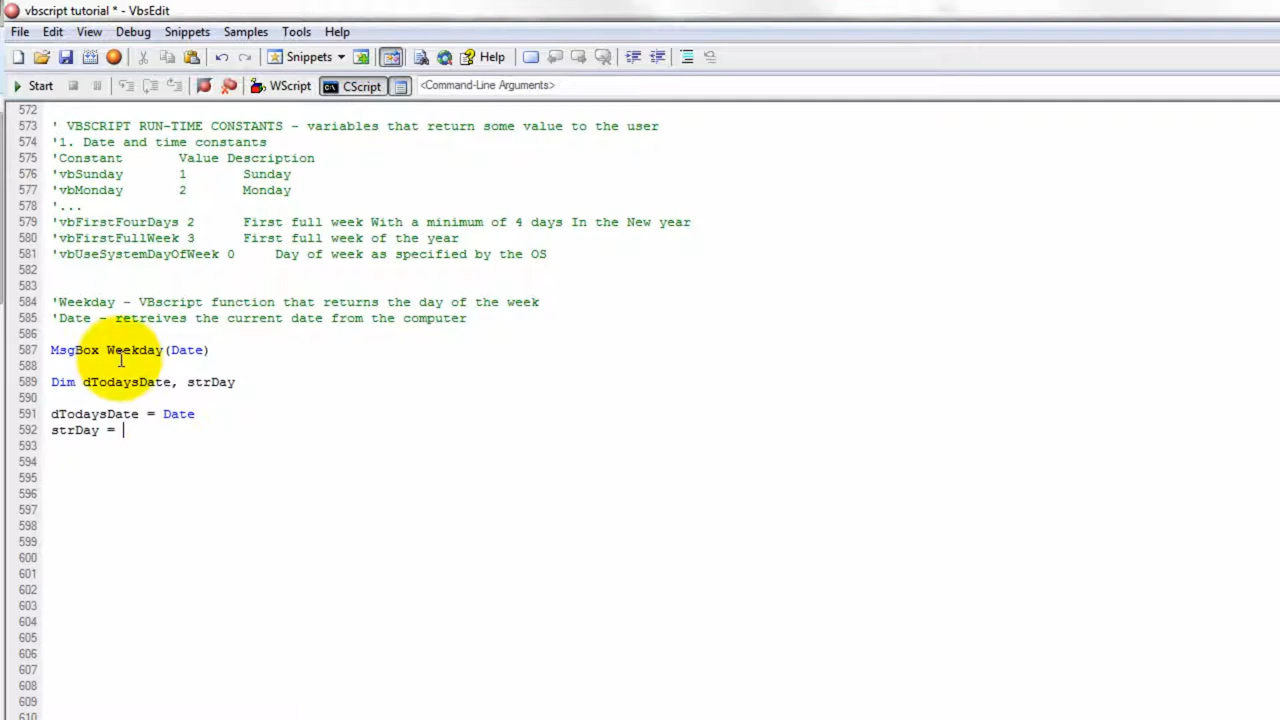 vbscript tutorial * - VbsEdit
File Edit View Debug Snippets Samples Tools Help
Snippets Help
Start WScript CScript <Command-Line Arguments>
572
573 ' VBSCRIPT RUN-TIME CONSTANTS - variables that return some value to the user
574 '1. Date and time constants
575 'Constant Value Description
576 'vbSunday 1 Sunday
577 'vbMonday 2 Monday
578 '...
579 'vbFirstFourDays 2 First full week With a minimum of 4 days In the New year
580 'vbFirstFullWeek 3 First full week of the year
581 'vbUseSystemDayOfWeek 0 Day of week as specified by the OS
582
583
584 'Weekday - VBscript function that returns the day of the week
585 'Date - retreives the current date from the computer
586
587 MsgBox Weekday(Date)
588
589 Dim dTodaysDate, strDay
590
591 dTodaysDate = Date
592 strDay =
593
594
595
596
597
598
599
600
601
602
603
604
605
606
607
608
609
610